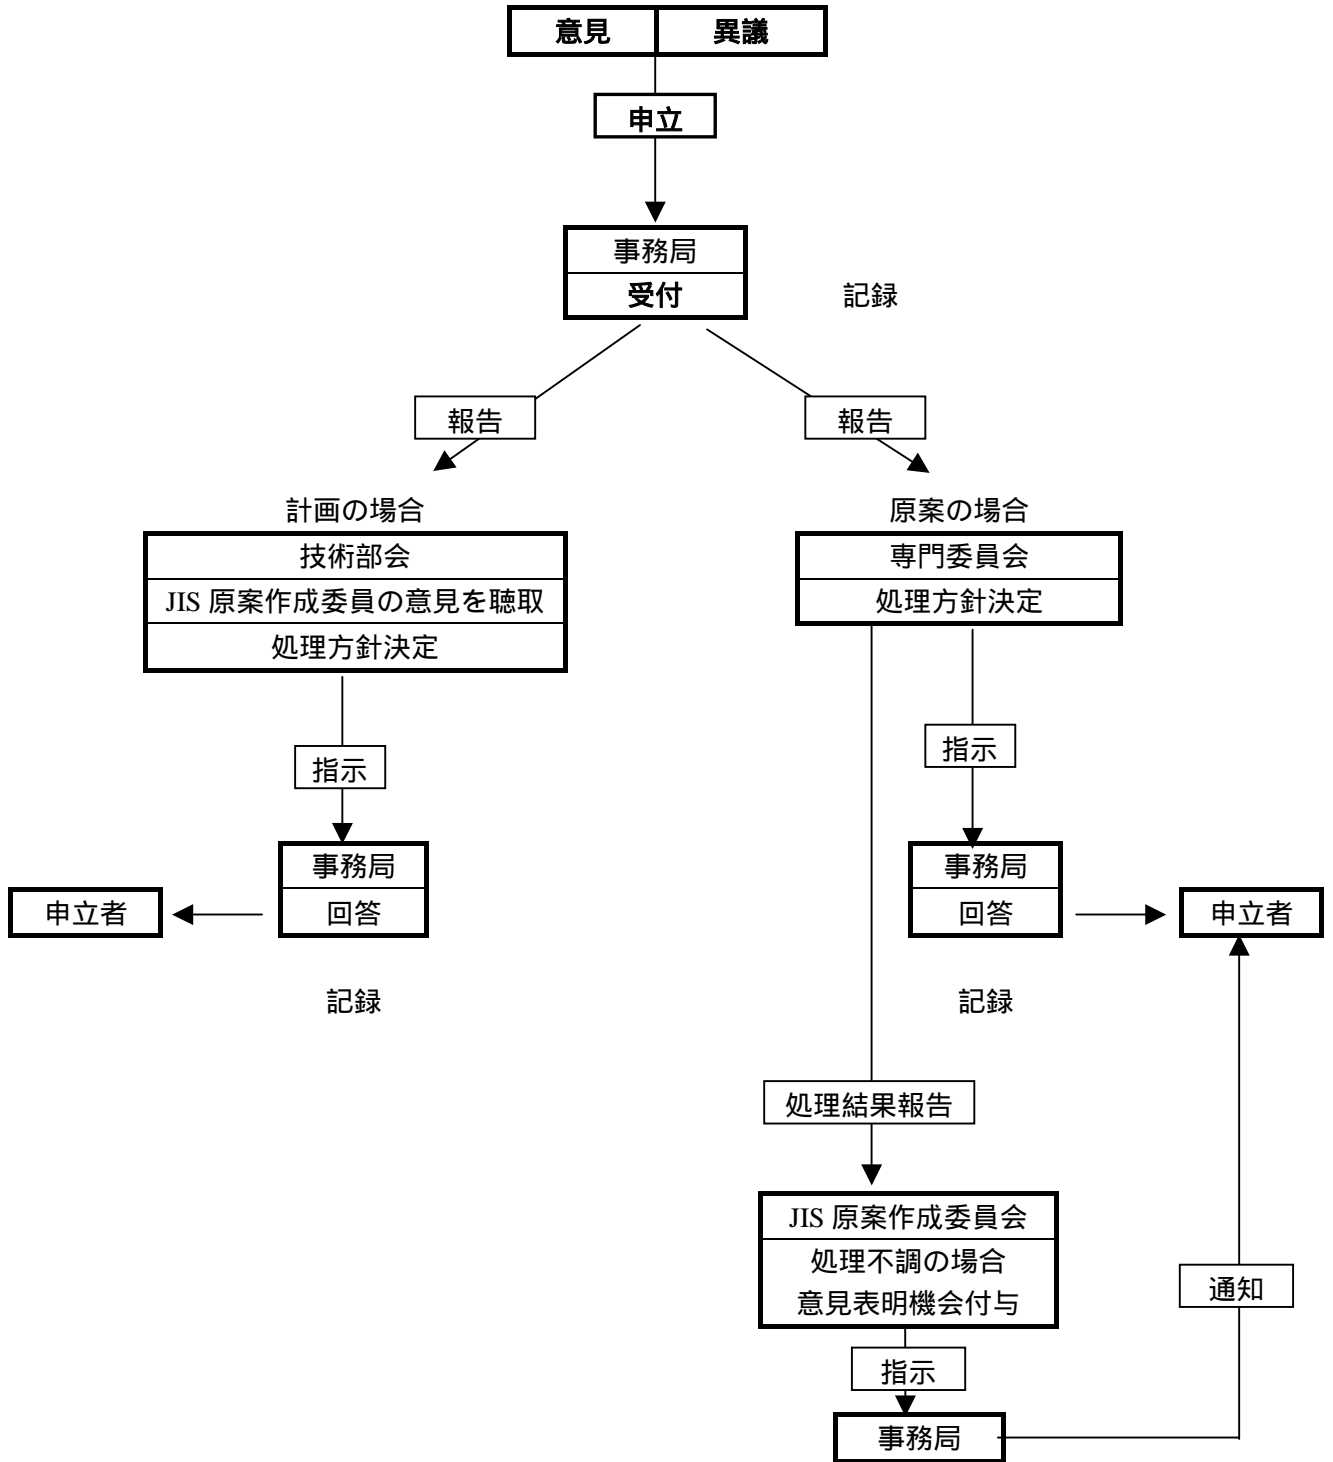 意見 異議
申立
事務局
受付
記録
報告 報告
計画の場合 原案の場合
技術部会 専門委員会
JIS 原案作成委員の意見を聴取 処理方針決定
処理方針決定
指示 指示
事務局 事務局
申立者 回答 回答 申立者
記録 記録
処理結果報告
JIS 原案作成委員会
処理不調の場合
意見表明機会付与
通知
指示
事務局